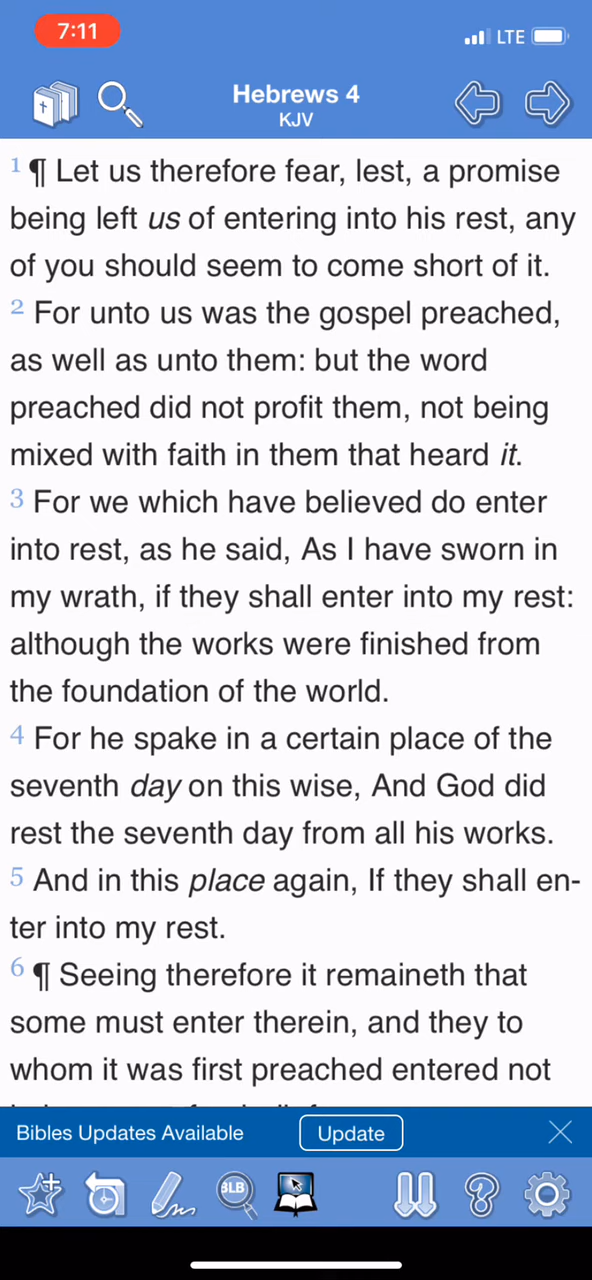 7:11
LTE
Hebrews 4
KJV
1 ¶ Let us therefore fear, lest, a promise
being left us of entering into his rest, any
of you should seem to come short of it.
2 For unto us was the gospel preached,
as well as unto them: but the word
preached did not profit them, not being
mixed with faith in them that heard it.
3 For we which have believed do enter
into rest, as he said, As I have sworn in
my wrath, if they shall enter into my rest:
although the works were finished from
the foundation of the world.
4 For he spake in a certain place of the
seventh day on this wise, And God did
rest the seventh day from all his works.
5 And in this place again, If they shall en-
ter into my rest.
6 ¶ Seeing therefore it remaineth that
some must enter therein, and they to
whom it was first preached entered not
Bibles Updates Available
Update
BLB